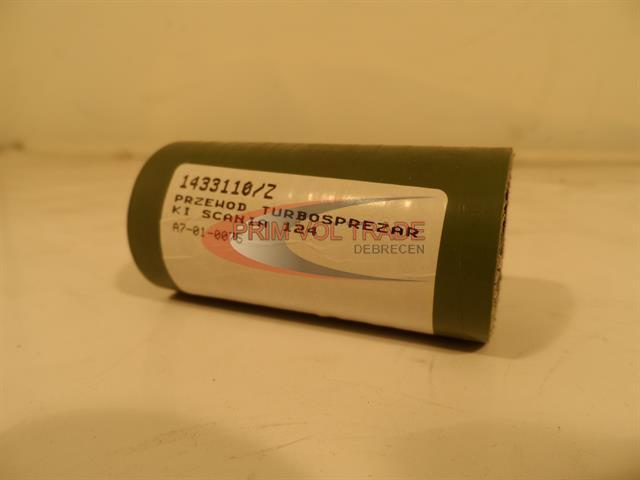 1433110/Z
PRZEWOD TURBOSPREZAR
KI SCANIA 124
PRIM-VOL TRADE
DEBRECEN